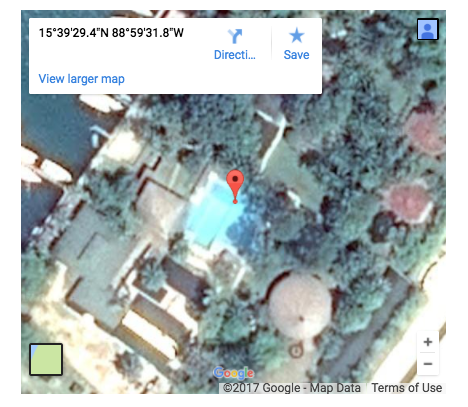 15°39'29.4"N 88°59'31.8"W
Directi...
Save
View larger map
Google
©2017 Google - Map Data Terms of Use